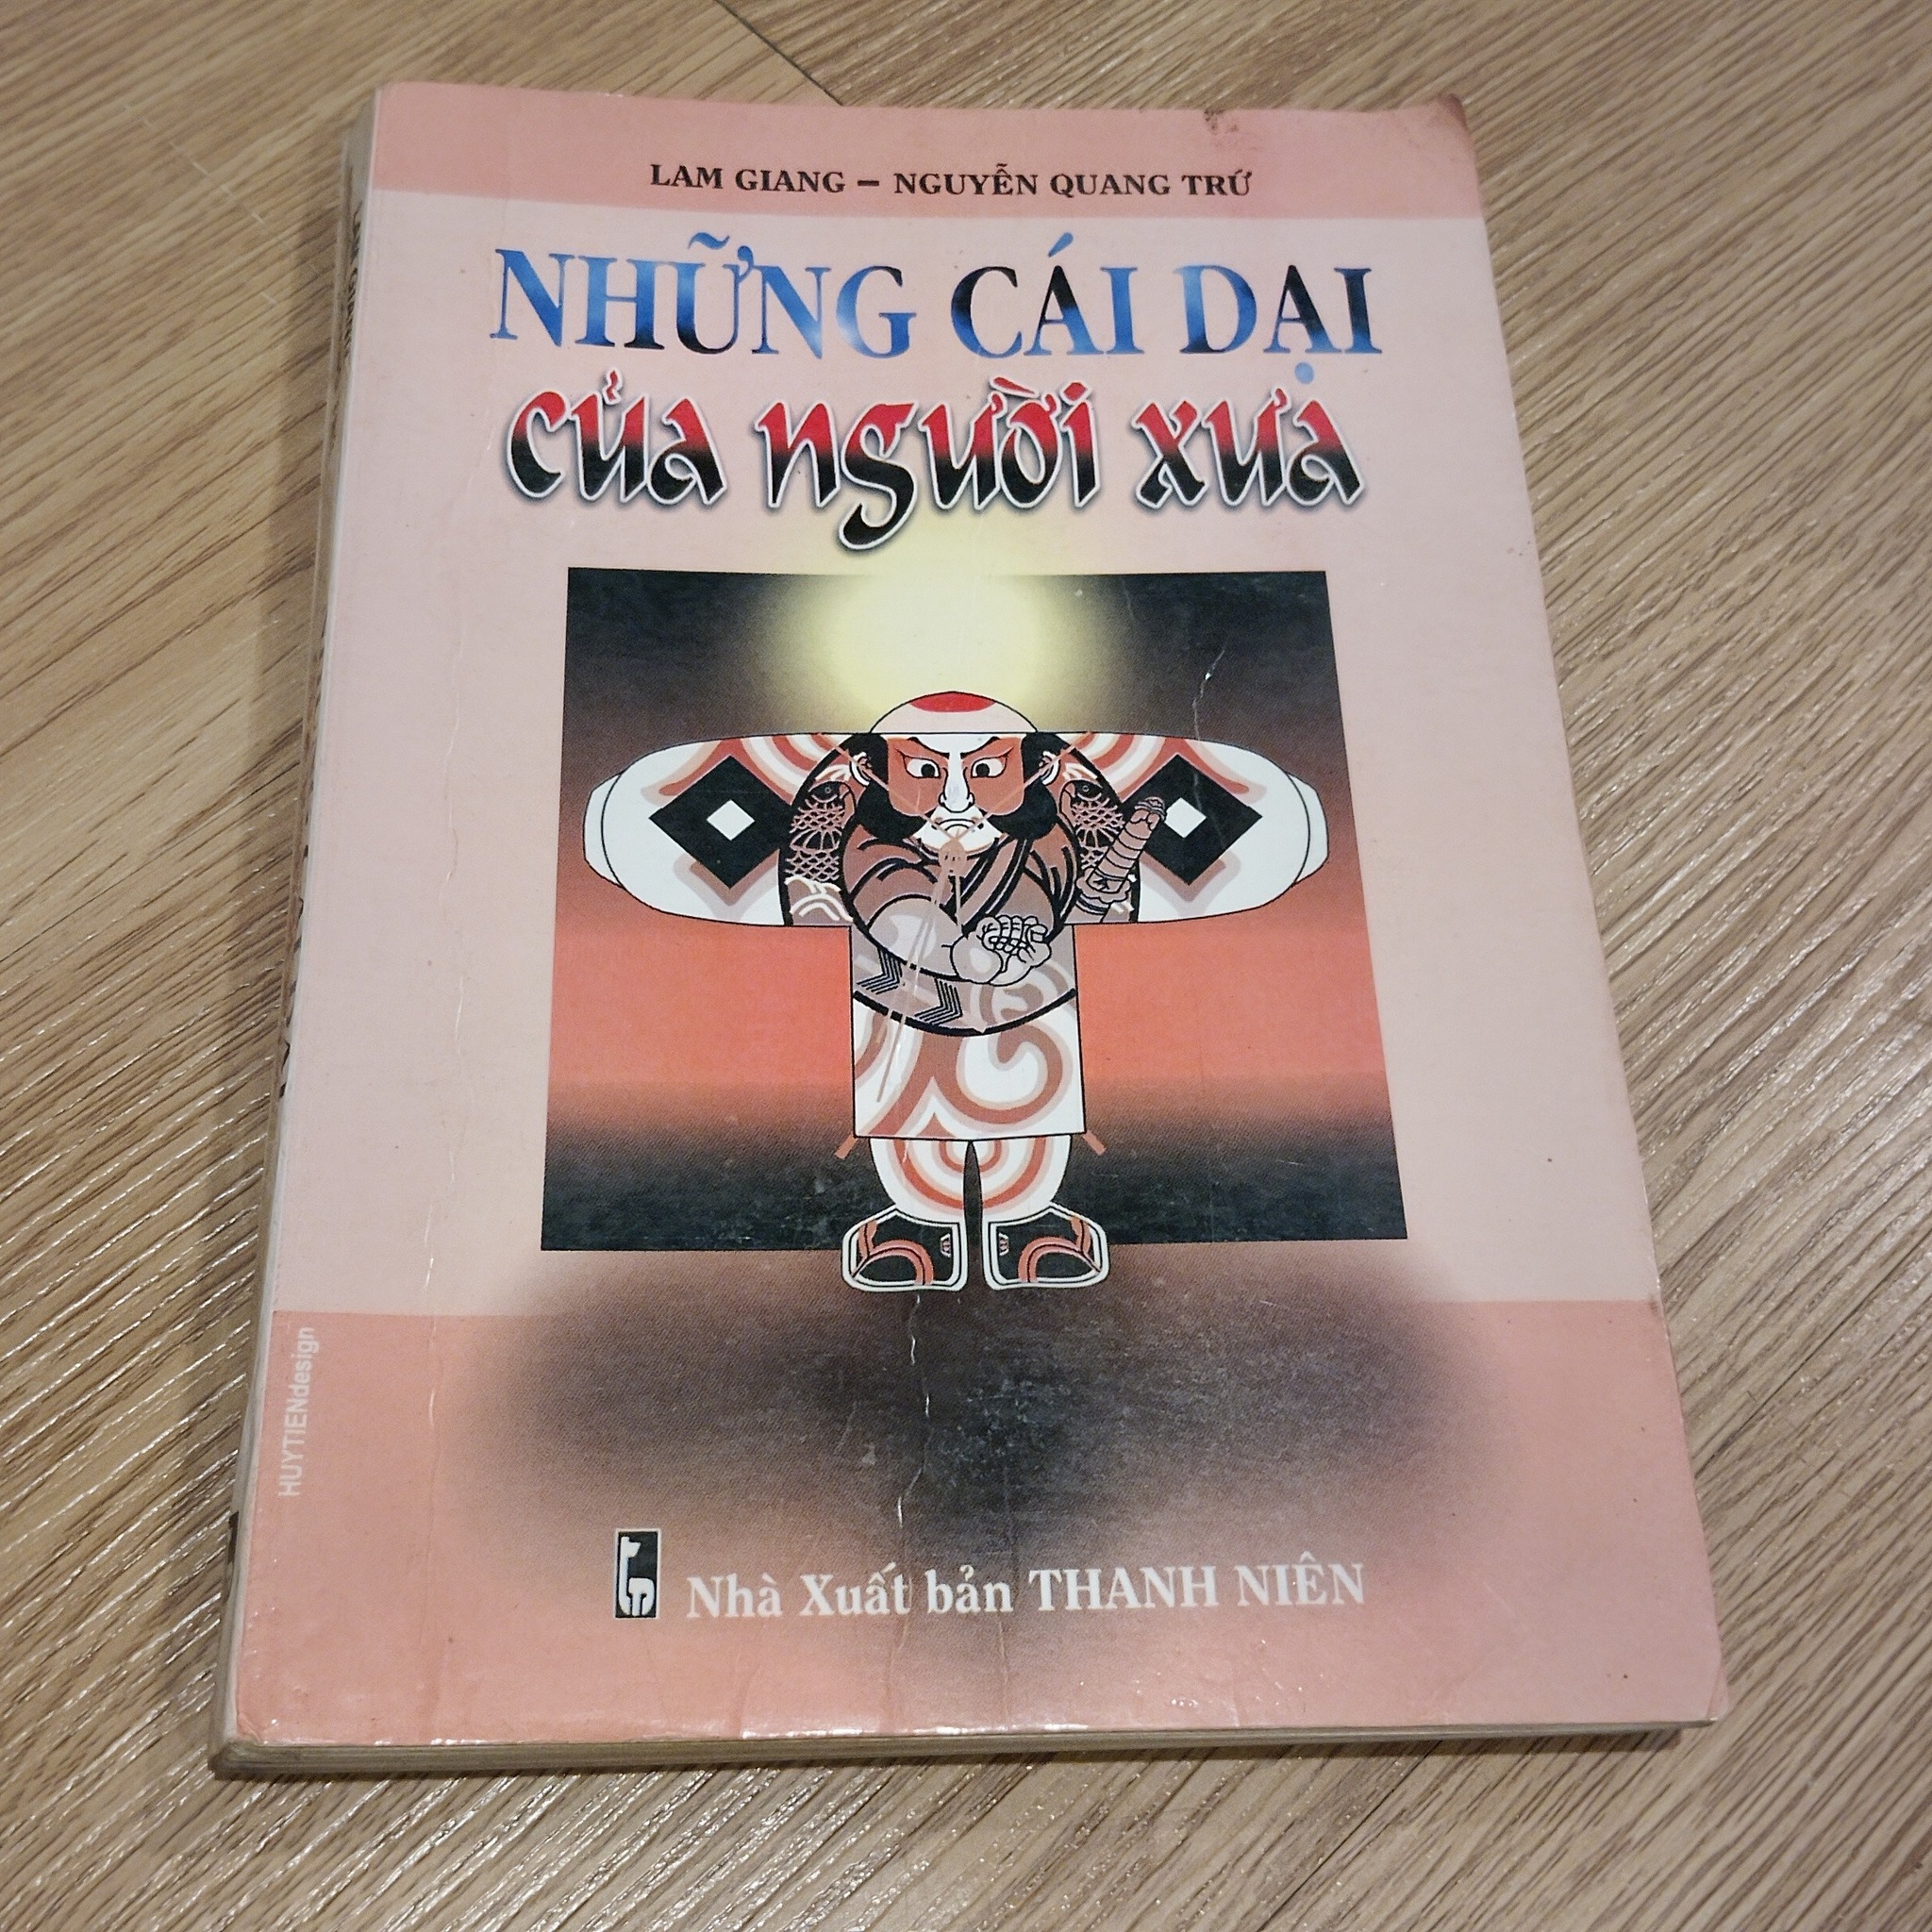 LAM GIANG – NGUYỄN QUANG TRỨ
NHỮNG CÁI DẠI
của người xưa
HUYTIENdesign
Nhà Xuất bản THANH NIÊN